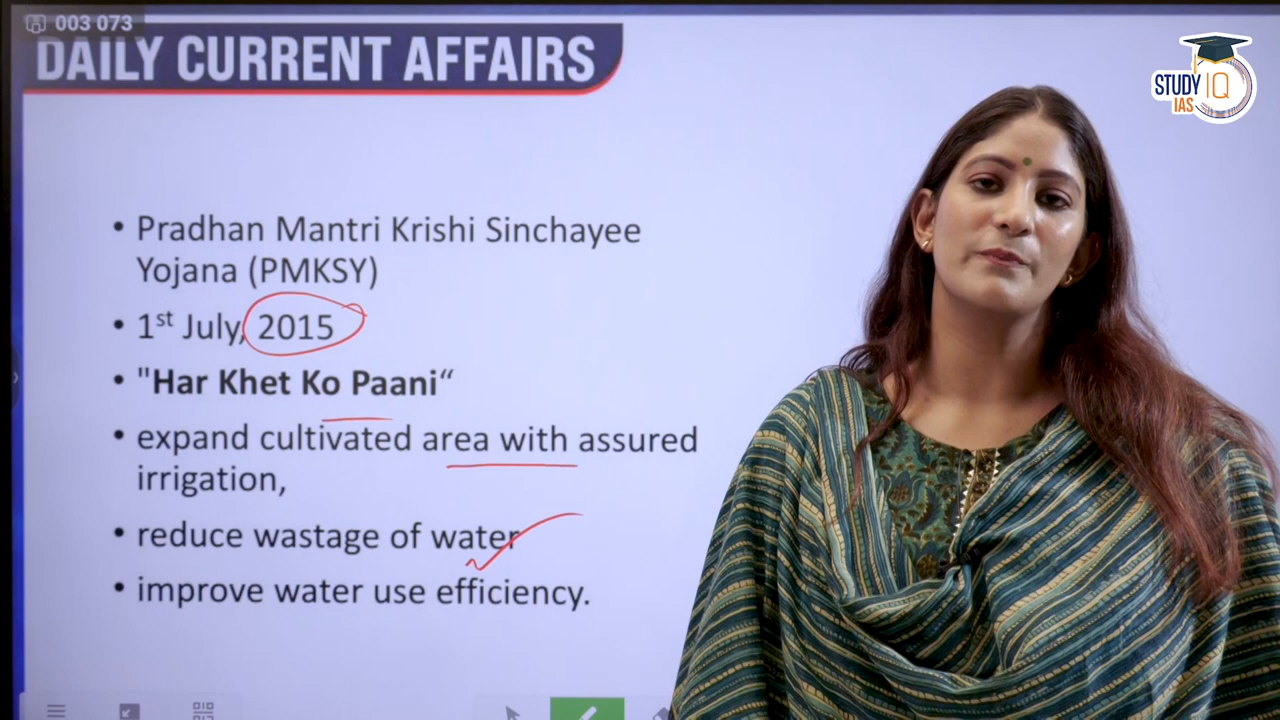 003 073
DAILY CURRENT AFFAIRS
STUDY IQ
IAS
• Pradhan Mantri Krishi Sinchayee
Yojana (PMKSY)
• 1st July, 2015
• "Har Khet Ko Paani“
• expand cultivated area with assured
irrigation,
• reduce wastage of water
• improve water use efficiency.